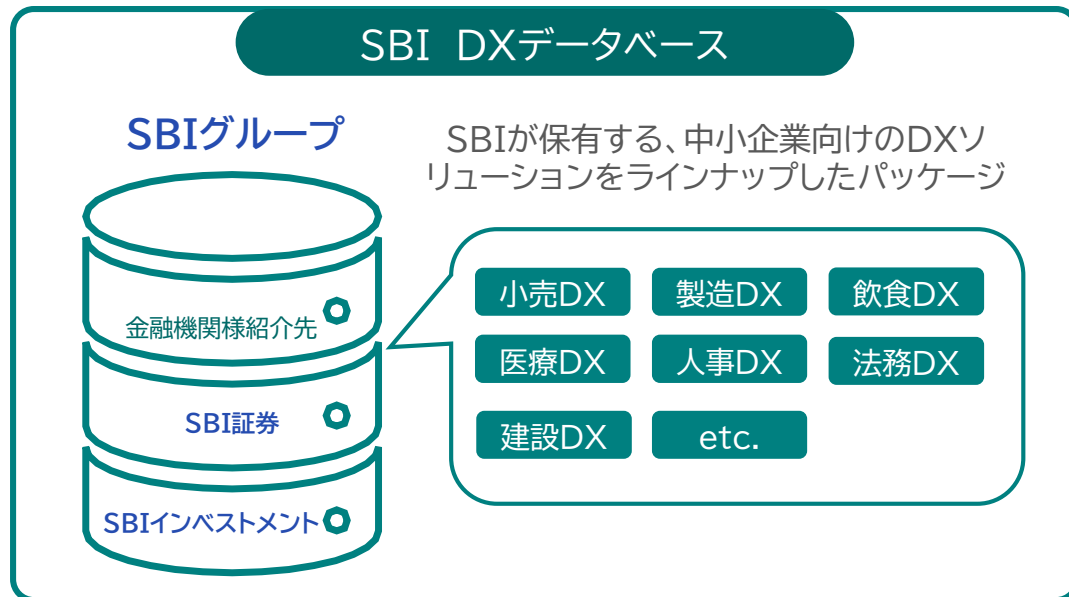 SBI DXデータベース
SBIグループ
SBIが保有する、中小企業向けのDXソ
リューションをラインナップしたパッケージ
金融機関様紹介先
SBI証券
SBIインベストメント
小売DX 製造DX 飲食DX
医療DX 人事DX 法務DX
建設DX etc.